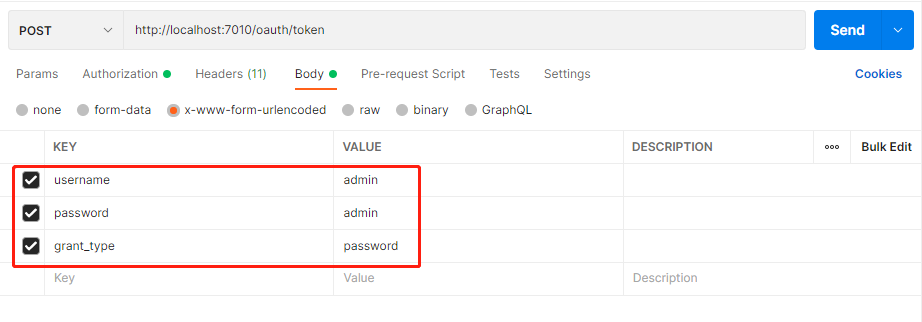 POST http://localhost:7010/oauth/token Send
Params Authorization Headers (11) Body Pre-request Script Tests Settings Cookies
none form-data x-www-form-urlencoded raw binary GraphQL
KEY VALUE DESCRIPTION ooo Bulk Edit
username admin
password admin
grant_type password
Key Value Description